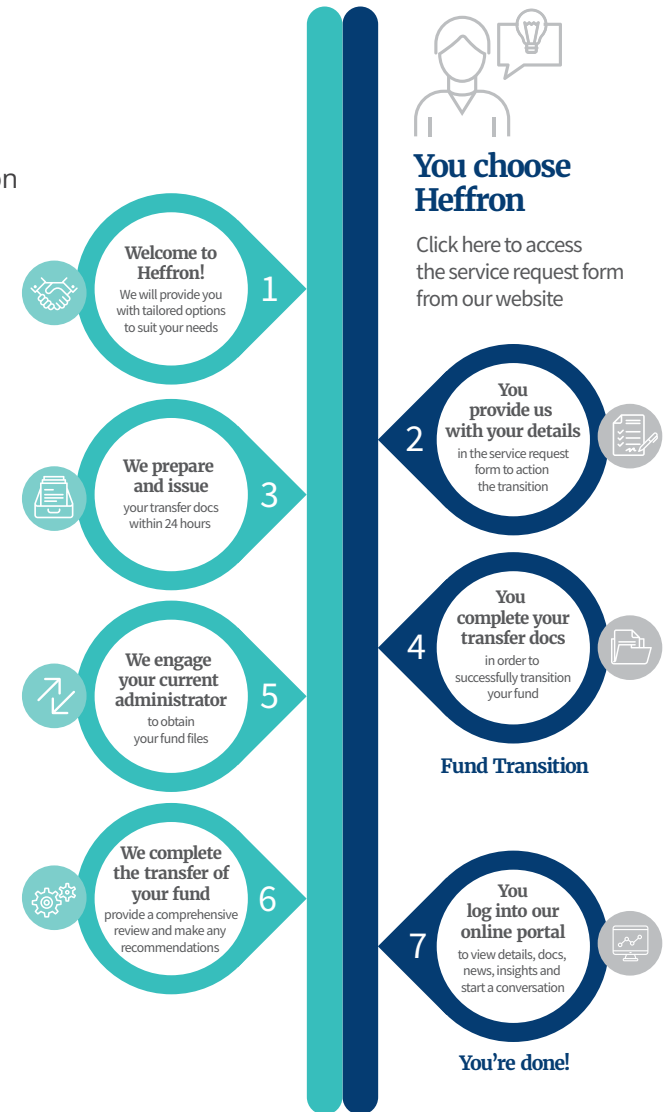 on
You choose
Heffron
Click here to access
the service request form
from our website
Welcome to
Heffron!
We will provide you
with tailored options
to suit your needs
1
You
provide us
with your details
in the service request
form to action
the transition
2
We prepare
and issue
your transfer docs
within 24 hours
3
You
complete your
transfer docs
in order to
successfully transition
your fund
4
Fund Transition
We engage
your current
administrator
to obtain
your fund files
5
We complete
the transfer of
your fund
provide a comprehensive
review and make any
recommendations
6
You
log into our
online portal
to view details, docs,
news, insights and
start a conversation
7
You’re done!